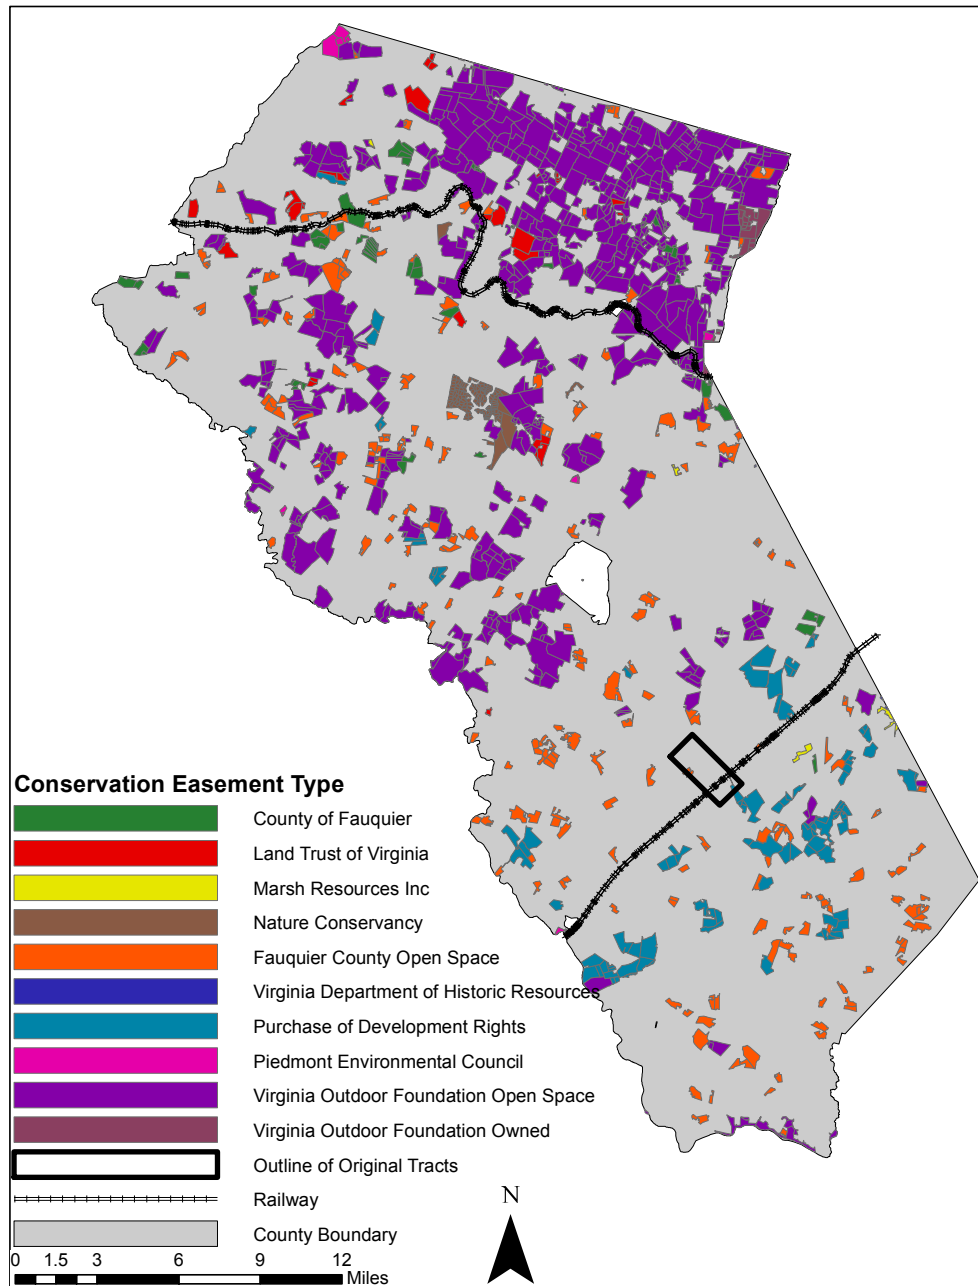 Conservation Easement Type
County of Fauquier
Land Trust of Virginia
Marsh Resources Inc
Nature Conservancy
Fauquier County Open Space
Virginia Department of Historic Resources
Purchase of Development Rights
Piedmont Environmental Council
Virginia Outdoor Foundation Open Space
Virginia Outdoor Foundation Owned
Outline of Original Tracts
Railway
County Boundary
N
0 1.5 3 6 9 12
Miles